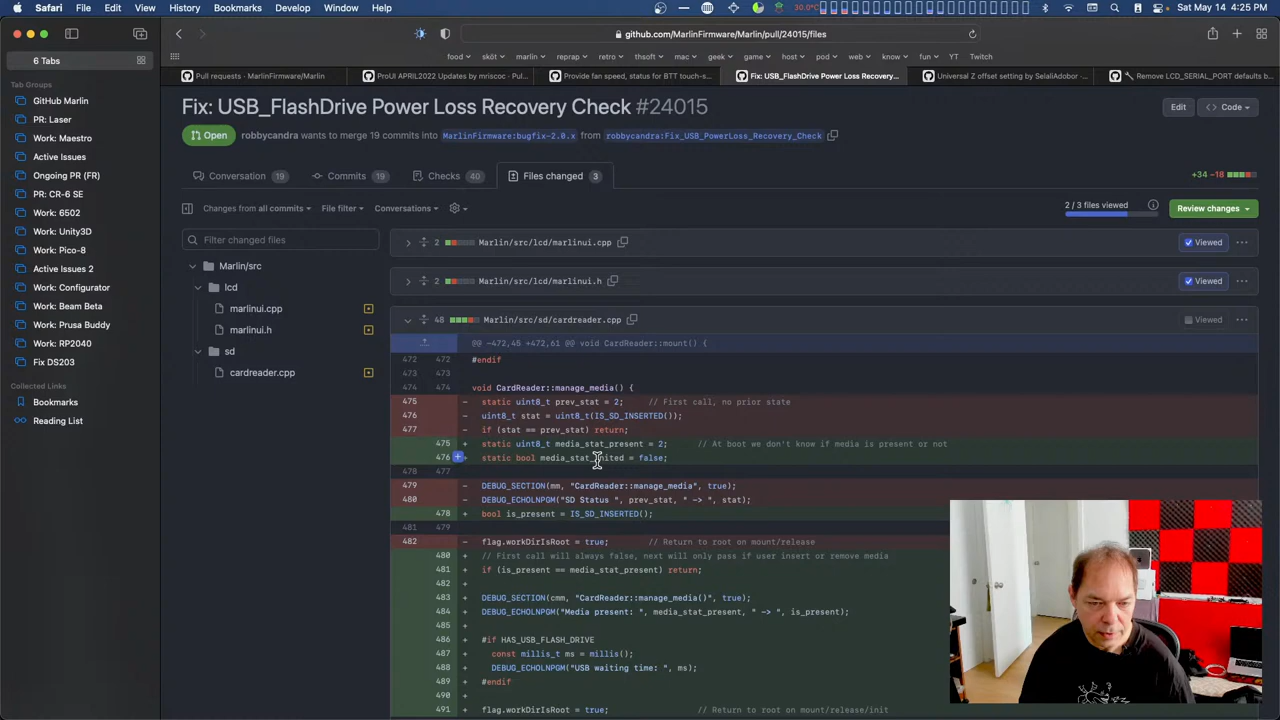 Safari File Edit View History Bookmarks Develop Window Help 30.0°C Sat May 14 4:25 PM
6 Tabs
github.com/MarlinFirmware/Marlin/pull/24015/files
food sköt marlin reprap retro thsoft mac geek game host pod web know fun YT Twitch
Pull requests · MarlinFirmware/Marlin
ProUI APRIL2022 Updates by mriscoc · Pul...
Provide fan speed, status for BTT touch-s...
Fix: USB_FlashDrive Power Loss Recovery...
Universal Z offset setting by SelaliAdobor ·...
Remove LCD_SERIAL_PORT defaults b...
Tab Groups
GitHub Marlin
PR: Laser
Work: Maestro
Active Issues
Ongoing PR (FR)
PR: CR-6 SE
Work: 6502
Work: Unity3D
Work: Pico-8
Active Issues 2
Work: Configurator
Work: Beam Beta
Work: Prusa Buddy
Work: RP2040
Fix DS203
Collected Links
Bookmarks
Reading List
Fix: USB_FlashDrive Power Loss Recovery Check #24015
Edit
Code
Open
robbycandra wants to merge 19 commits into MarlinFirmware:bugfix-2.0.x from robbycandra:Fix_USB_PowerLoss_Recovery_Check
Conversation 19
Commits 19
Checks 40
Files changed 3
+34 −18
Changes from all commits
File filter
Conversations
2 / 3 files viewed
Review changes
Filter changed files
Marlin/src
lcd
marlinui.cpp
marlinui.h
sd
cardreader.cpp
2 Marlin/src/lcd/marlinui.cpp
Viewed
2 Marlin/src/lcd/marlinui.h
Viewed
48 Marlin/src/sd/cardreader.cpp
Viewed
@@ -472,45 +472,61 @@ void CardReader::mount() {
472 472 #endif
473 473
474 474 void CardReader::manage_media() {
475 - static uint8_t prev_stat = 2; // First call, no prior state
476 - uint8_t stat = uint8_t(IS_SD_INSERTED());
477 - if (stat == prev_stat) return;
475 + static uint8_t media_stat_present = 2; // At boot we don't know if media is present or not
476 + static bool media_stat_inited = false;
478 477
479 - DEBUG_SECTION(mm, "CardReader::manage_media", true);
480 - DEBUG_ECHOLNPGM("SD Status ", prev_stat, " -> ", stat);
478 + bool is_present = IS_SD_INSERTED();
481 479
482 - flag.workDirIsRoot = true; // Return to root on mount/release
480 + // First call will always false, next will only pass if user insert or remove media
481 + if (is_present == media_stat_present) return;
482 +
483 + DEBUG_SECTION(cmm, "CardReader::manage_media()", true);
484 + DEBUG_ECHOLNPGM("Media present: ", media_stat_present, " -> ", is_present);
485 +
486 + #if HAS_USB_FLASH_DRIVE
487 + const millis_t ms = millis();
488 + DEBUG_ECHOLNPGM("USB waiting time: ", ms);
489 + #endif
490 +
491 + flag.workDirIsRoot = true; // Return to root on mount/release/init